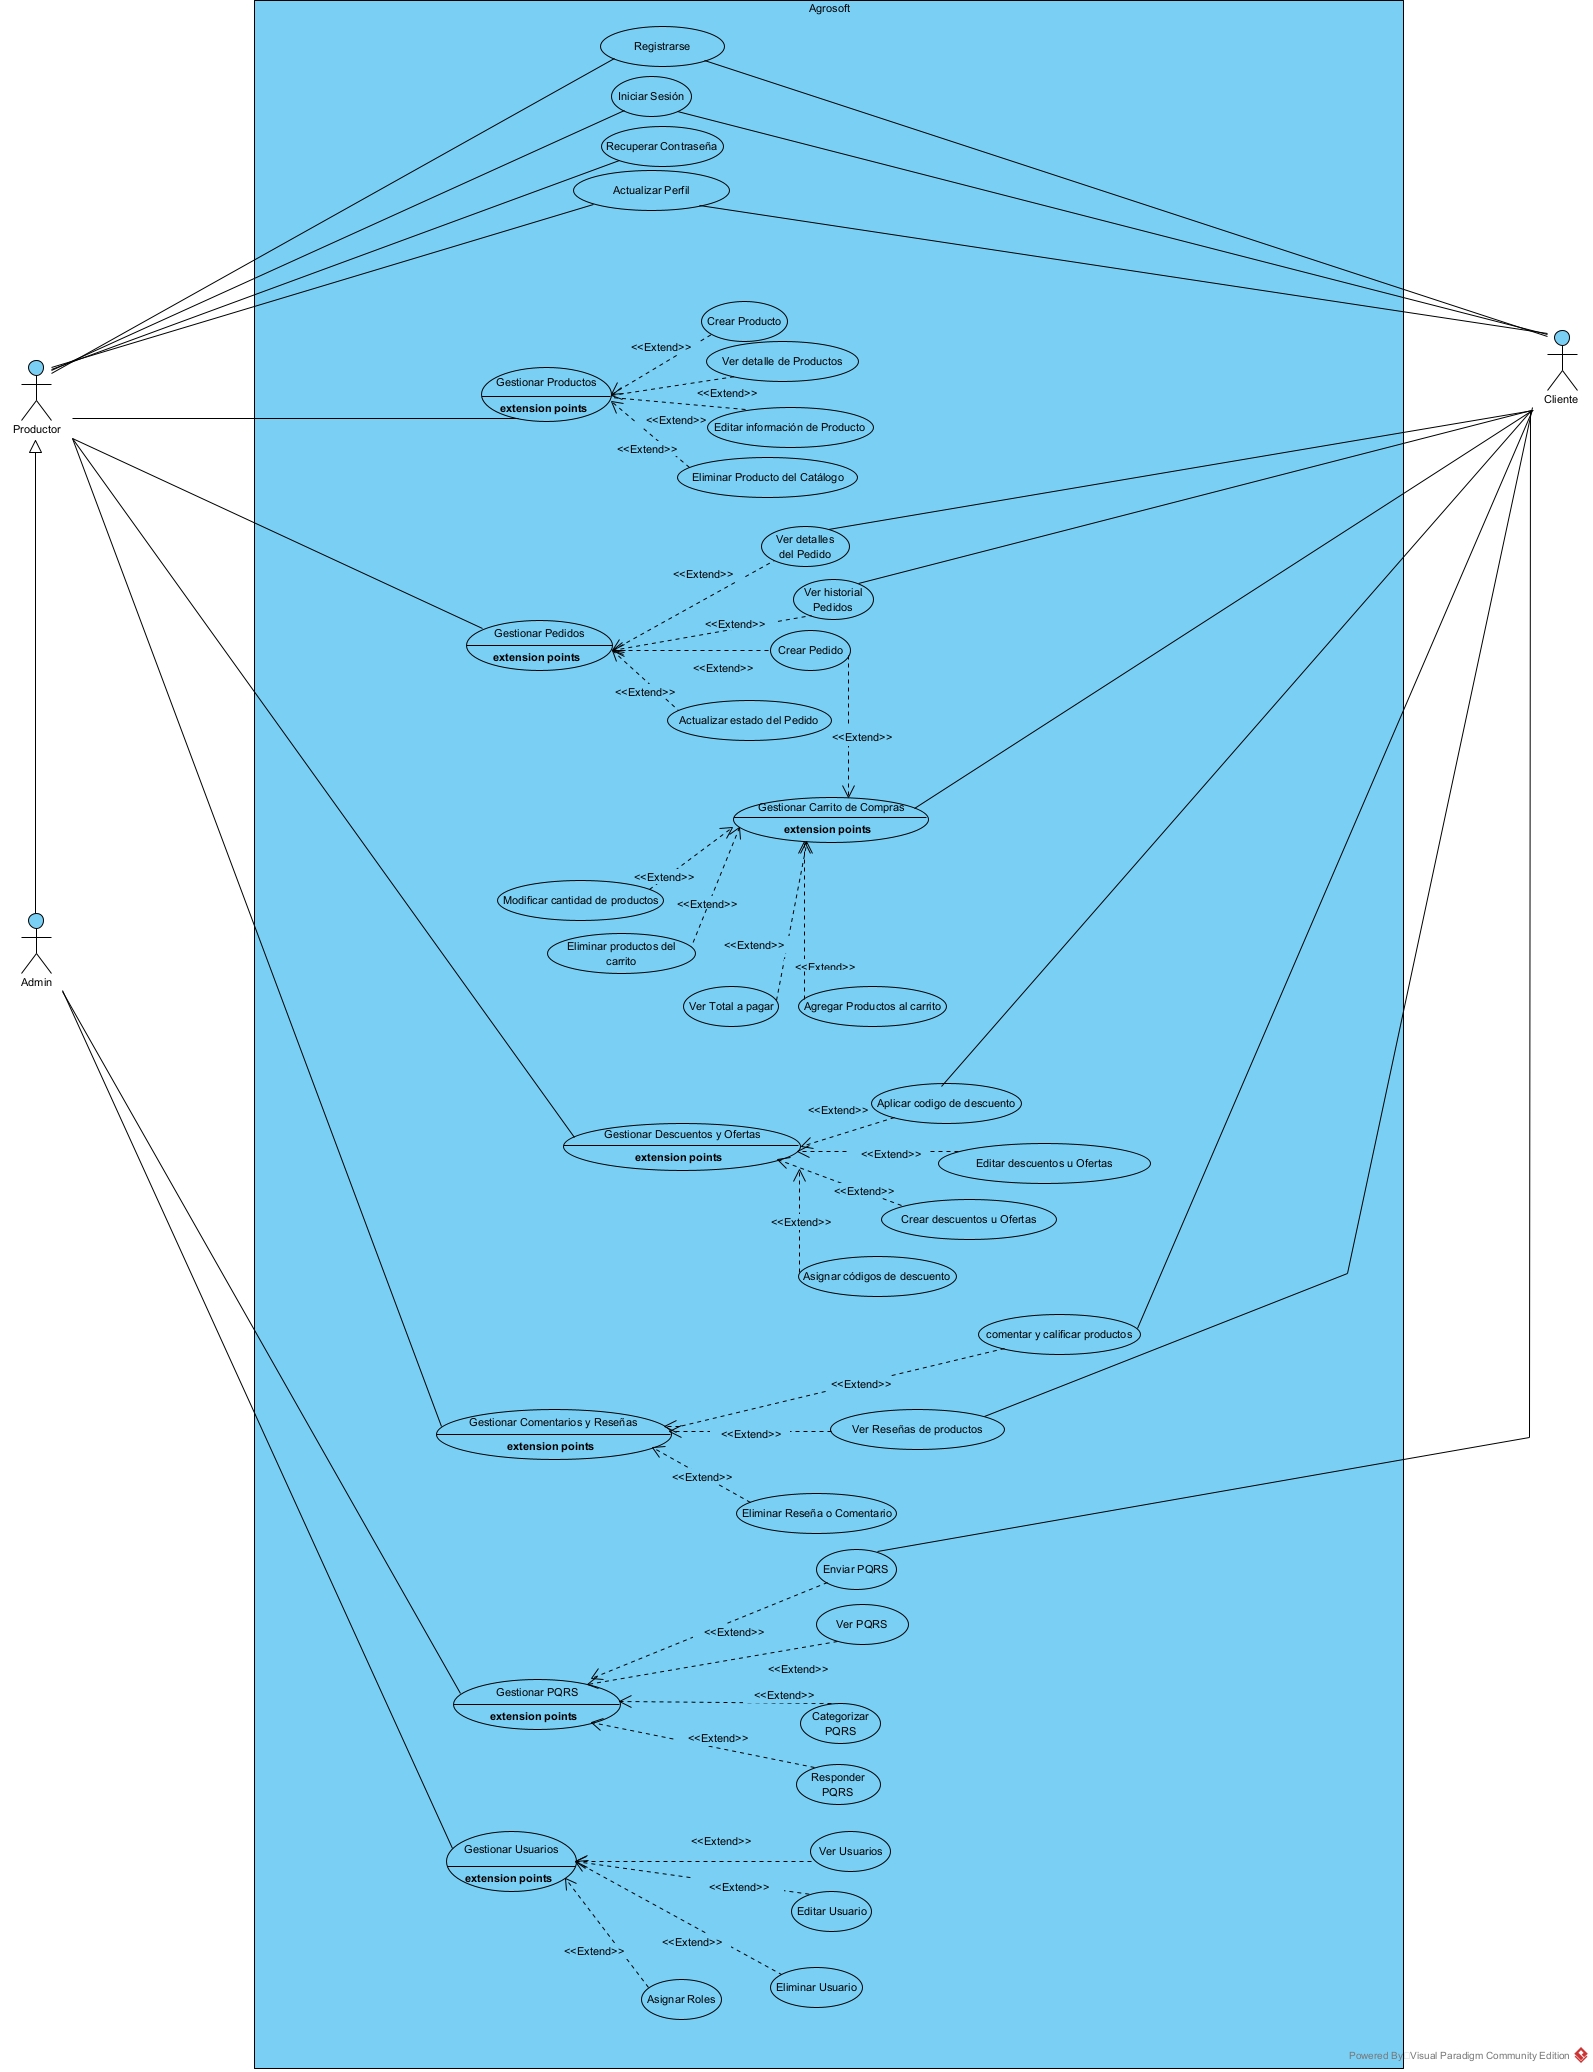 Agrosoft
Registrarse
Iniciar Sesión
Recuperar Contraseña
Actualizar Perfil
Crear Producto
<<Extend>>
Ver detalle de Productos
Gestionar Productos
extension points
<<Extend>>
Editar información de Producto
<<Extend>>
<<Extend>>
Eliminar Producto del Catálogo
Productor
Cliente
Ver detalles
del Pedido
<<Extend>>
Ver historial
Pedidos
<<Extend>>
Gestionar Pedidos
extension points
Crear Pedido
<<Extend>>
<<Extend>>
Actualizar estado del Pedido
<<Extend>>
Gestionar Carrito de Compras
extension points
<<Extend>>
Modificar cantidad de productos
<<Extend>>
Eliminar productos del
carrito
<<Extend>>
<<Extend>>
Ver Total a pagar
Agregar Productos al carrito
Admin
Aplicar codigo de descuento
<<Extend>>
Gestionar Descuentos y Ofertas
extension points
<<Extend>>
Editar descuentos u Ofertas
<<Extend>>
Crear descuentos u Ofertas
<<Extend>>
Asignar códigos de descuento
comentar y calificar productos
<<Extend>>
Gestionar Comentarios y Reseñas
extension points
<<Extend>>
Ver Reseñas de productos
<<Extend>>
Eliminar Reseña o Comentario
Enviar PQRS
Ver PQRS
<<Extend>>
<<Extend>>
Gestionar PQRS
extension points
<<Extend>>
Categorizar
PQRS
<<Extend>>
Responder
PQRS
Gestionar Usuarios
extension points
<<Extend>>
Ver Usuarios
<<Extend>>
Editar Usuario
<<Extend>>
<<Extend>>
Eliminar Usuario
Asignar Roles
Powered By Visual Paradigm Community Edition